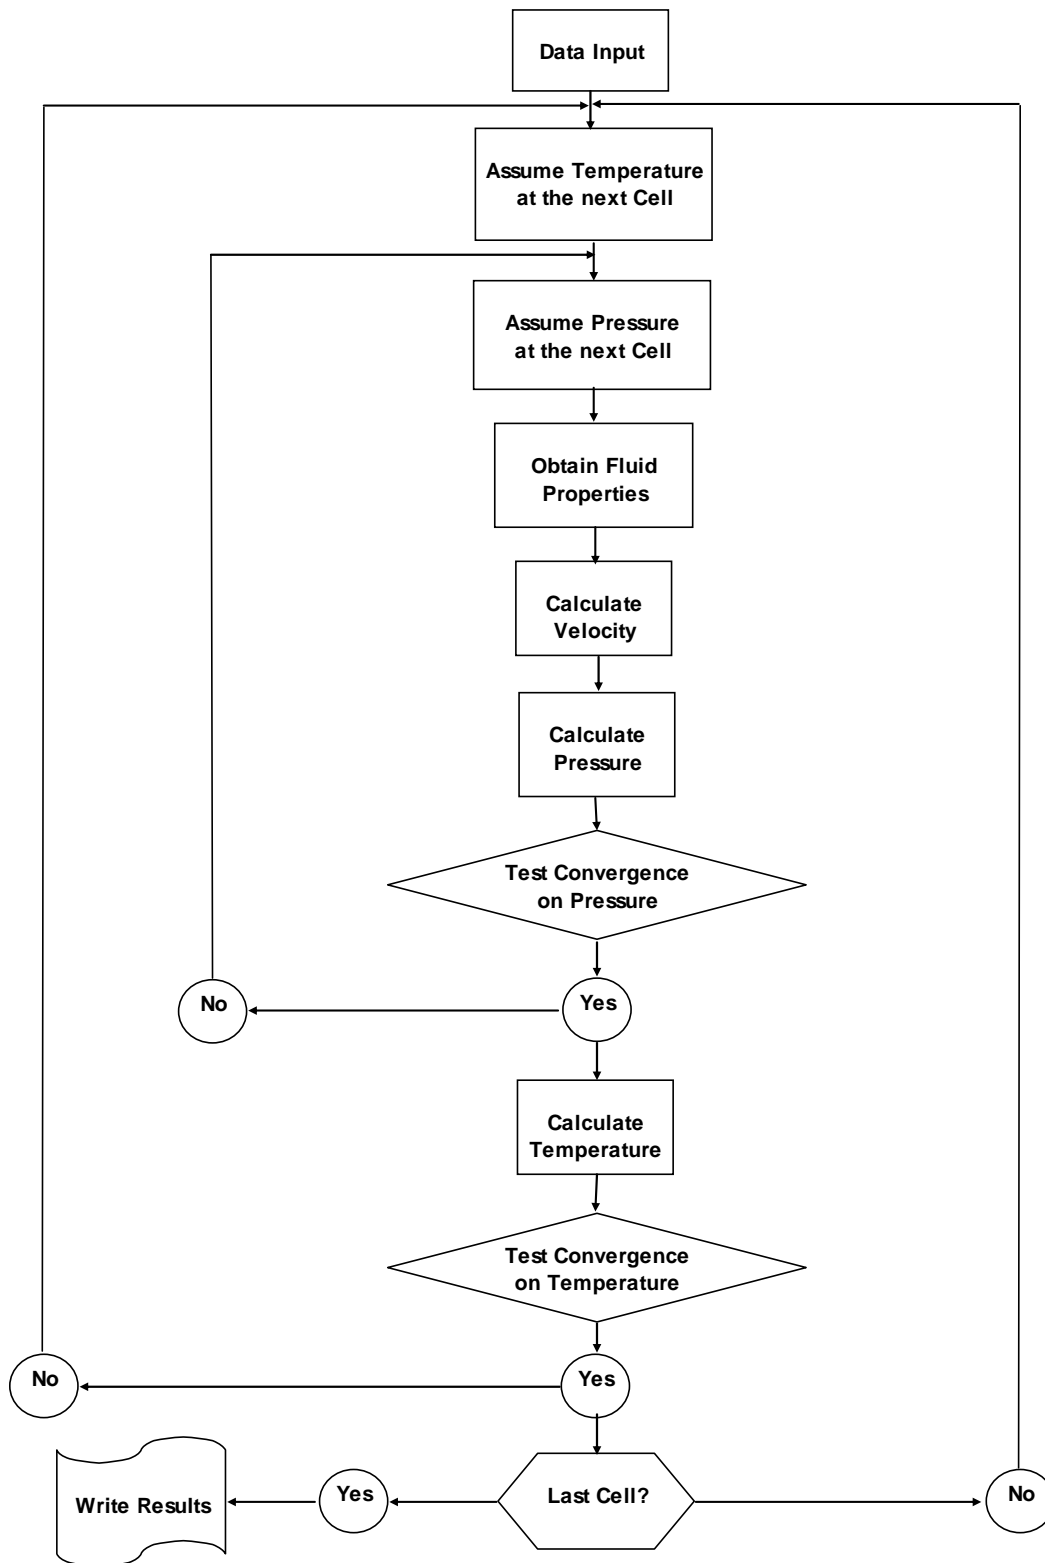 Data Input
Assume Temperature
at the next Cell
Assume Pressure
at the next Cell
Obtain Fluid
Properties
Calculate
Velocity
Calculate
Pressure
Test Convergence
on Pressure
No
Yes
Calculate
Temperature
Test Convergence
on Temperature
No
Yes
Write Results
Yes
Last Cell?
No